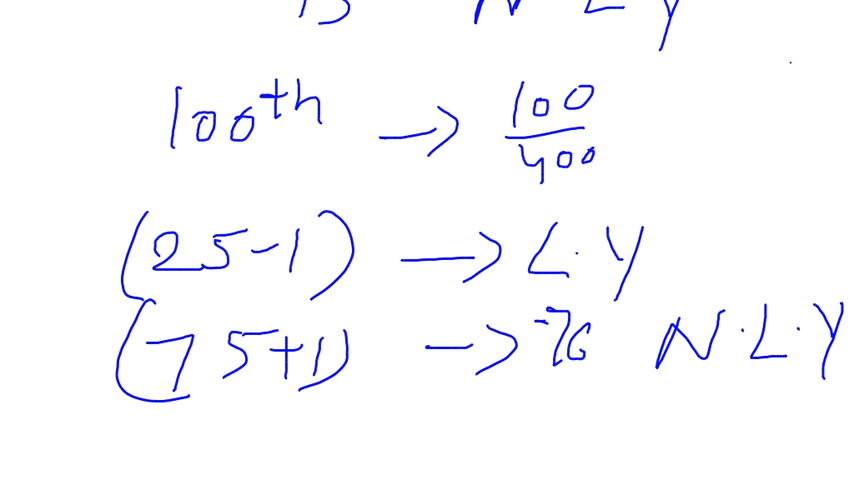 N L Y
100th → 100/400
(25-1) → L.Y
(75+1) → 76 N.L.Y